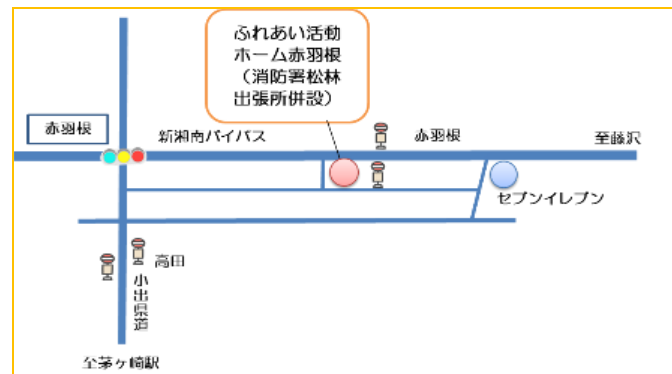 ふれあい活動
ホーム赤羽根
（消防署松林
出張所併設）
赤羽根
新湘南バイパス
赤羽根
至藤沢
セブンイレブン
高田
小出県道
至茅ヶ崎駅